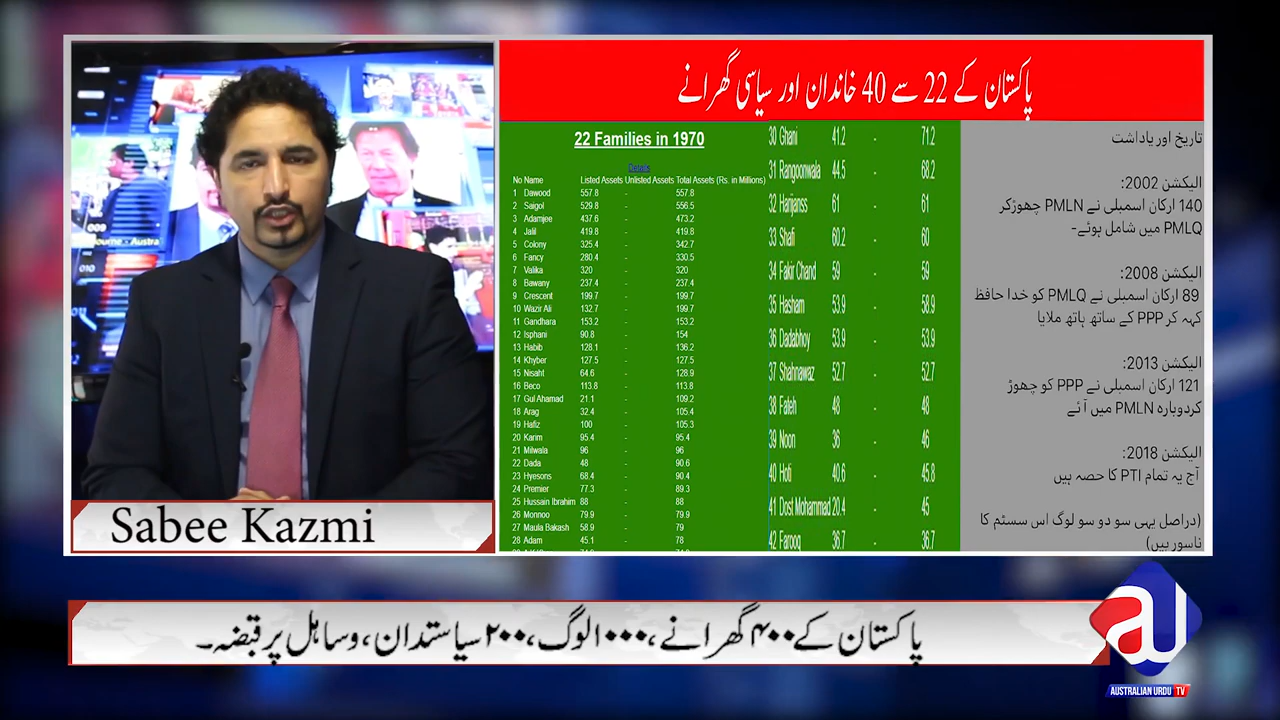 پاکستان کے 22 سے 40 خاندان اور سیاسی گھرانے
22 Families in 1970
Details
No Name Listed Assets Unlisted Assets Total Assets (Rs. in Millions)
1 Dawood 557.8 - 557.8
2 Saigol 529.8 - 556.5
3 Adamjee 437.6 - 473.2
4 Jalil 419.8 - 419.8
5 Colony 325.4 - 342.7
6 Fancy 280.4 - 330.5
7 Valika 320 - 320
8 Bawany 237.4 - 237.4
9 Crescent 199.7 - 199.7
10 Wazir Ali 132.7 - 199.7
11 Gandhara 153.2 - 153.2
12 Isphani 90.8 - 154
13 Habib 128.1 - 136.2
14 Khyber 127.5 - 127.5
15 Nisaht 64.6 - 128.9
16 Beco 113.8 - 113.8
17 Gul Ahamad 21.1 - 109.2
18 Arag 32.4 - 105.4
19 Hafiz 100 - 105.3
20 Karim 95.4 - 95.4
21 Milwala 96 - 96
22 Dada 48 - 90.6
23 Hyesons 68.4 - 90.4
24 Premier 77.3 - 89.3
25 Hussain Ibrahim 88 - 88
26 Monnoo 79.9 - 79.9
27 Maula Bakash 58.9 - 79
28 Adam 45.1 - 78
30 Ghani 41.2 - 71.2
31 Rangoonwala 44.5 - 68.2
32 Harijanss 61 - 61
33 Shafi 60.2 - 60
34 Fakir Chand 59 - 59
35 Hasham 53.9 - 58.9
36 Dadabhoy 53.9 - 53.9
37 Shahnawaz 52.7 - 52.7
38 Fateh 48 - 48
39 Noon 36 - 46
40 Hoti 40.6 - 45.8
41 Dost Mohammad 20.4 - 45
42 Farooq 36.7 - 36.7
تاریخ اور یاداشت
الیکشن 2002:
140 ارکان اسمبلی نے PMLN چھوڑکر
PMLQ میں شامل ہوئے-
الیکشن 2008:
89 ارکان اسمبلی نے PMLQ کو خدا حافظ
کہہ کر PPP کے ساتھ ہاتھ ملایا
الیکشن 2013:
121 ارکان اسمبلی نے PPP کو چھوڑ
کردوبارہ PMLN میں آئے
الیکشن 2018:
آج یہ تمام PTI کا حصہ ہیں
(دراصل یہی سو دو سو لوگ اس سسٹم کا
ناسور ہیں)
Sabee Kazmi
پاکستان کے ۴۰۰ گھرانے، ۱۰۰۰ لوگ، ۲۰۰ سیاستدان، وساہل پر قبضہ۔
AUSTRALIAN URDU TV